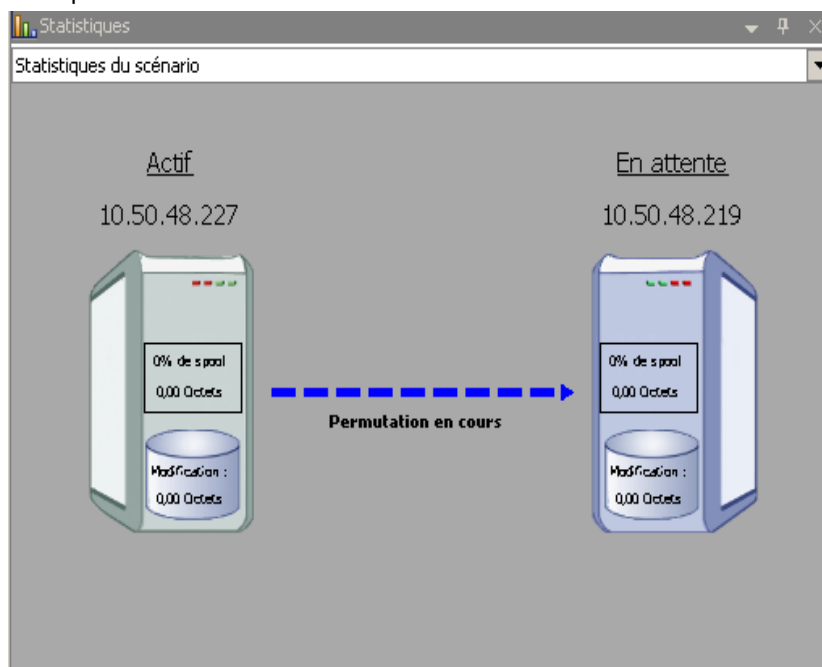 Statistiques
Statistiques du scénario
Actif
En attente
10.50.48.227
10.50.48.219
0% de spool
0,00 Octets
0% de spool
0,00 Octets
Permutation en cours
Modification :
0,00 Octets
Modification :
0,00 Octets